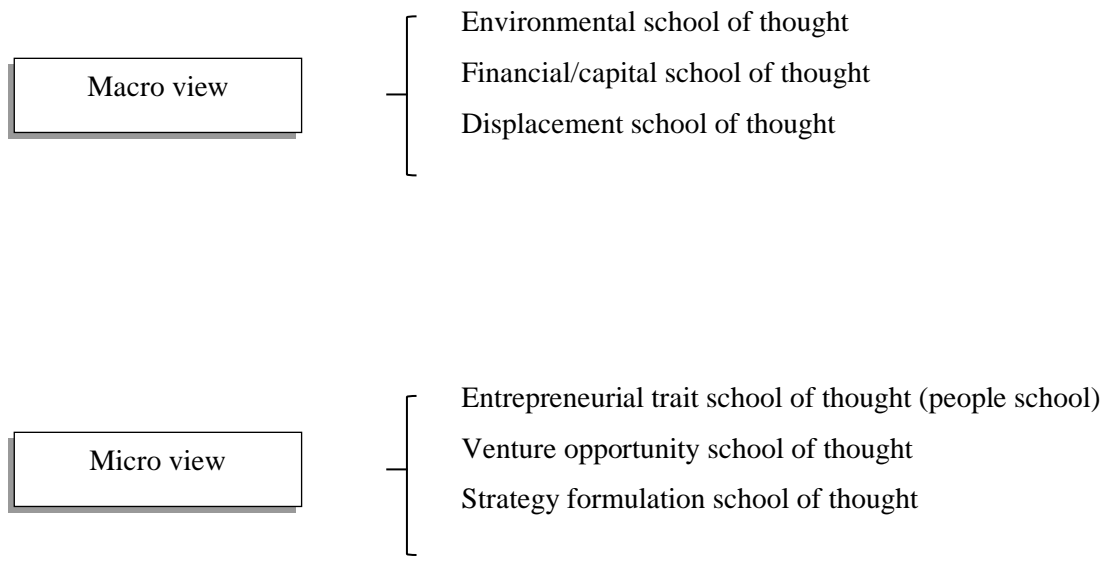 Environmental school of thought
Macro view
Financial/capital school of thought
Displacement school of thought
Entrepreneurial trait school of thought (people school)
Micro view
Venture opportunity school of thought
Strategy formulation school of thought